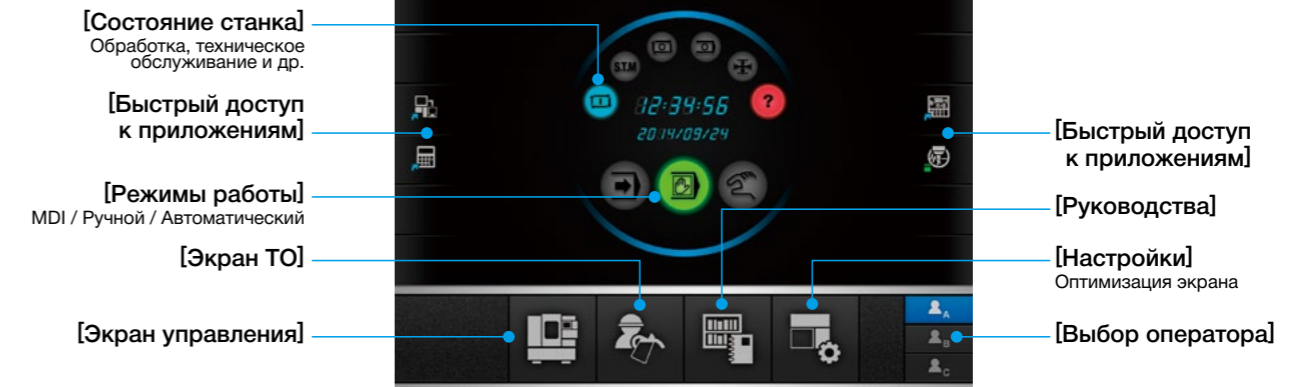 [Состояние станка]
Обработка, техническое
обслуживание и др.
[Быстрый доступ
к приложениям]
[Режимы работы]
MDI / Ручной / Автоматический
[Экран ТО]
[Экран управления]
S.T.M
?
12:34:56
2014/09/24
[Быстрый доступ
к приложениям]
[Руководства]
[Настройки]
Оптимизация экрана
[Выбор оператора]
A
B
C